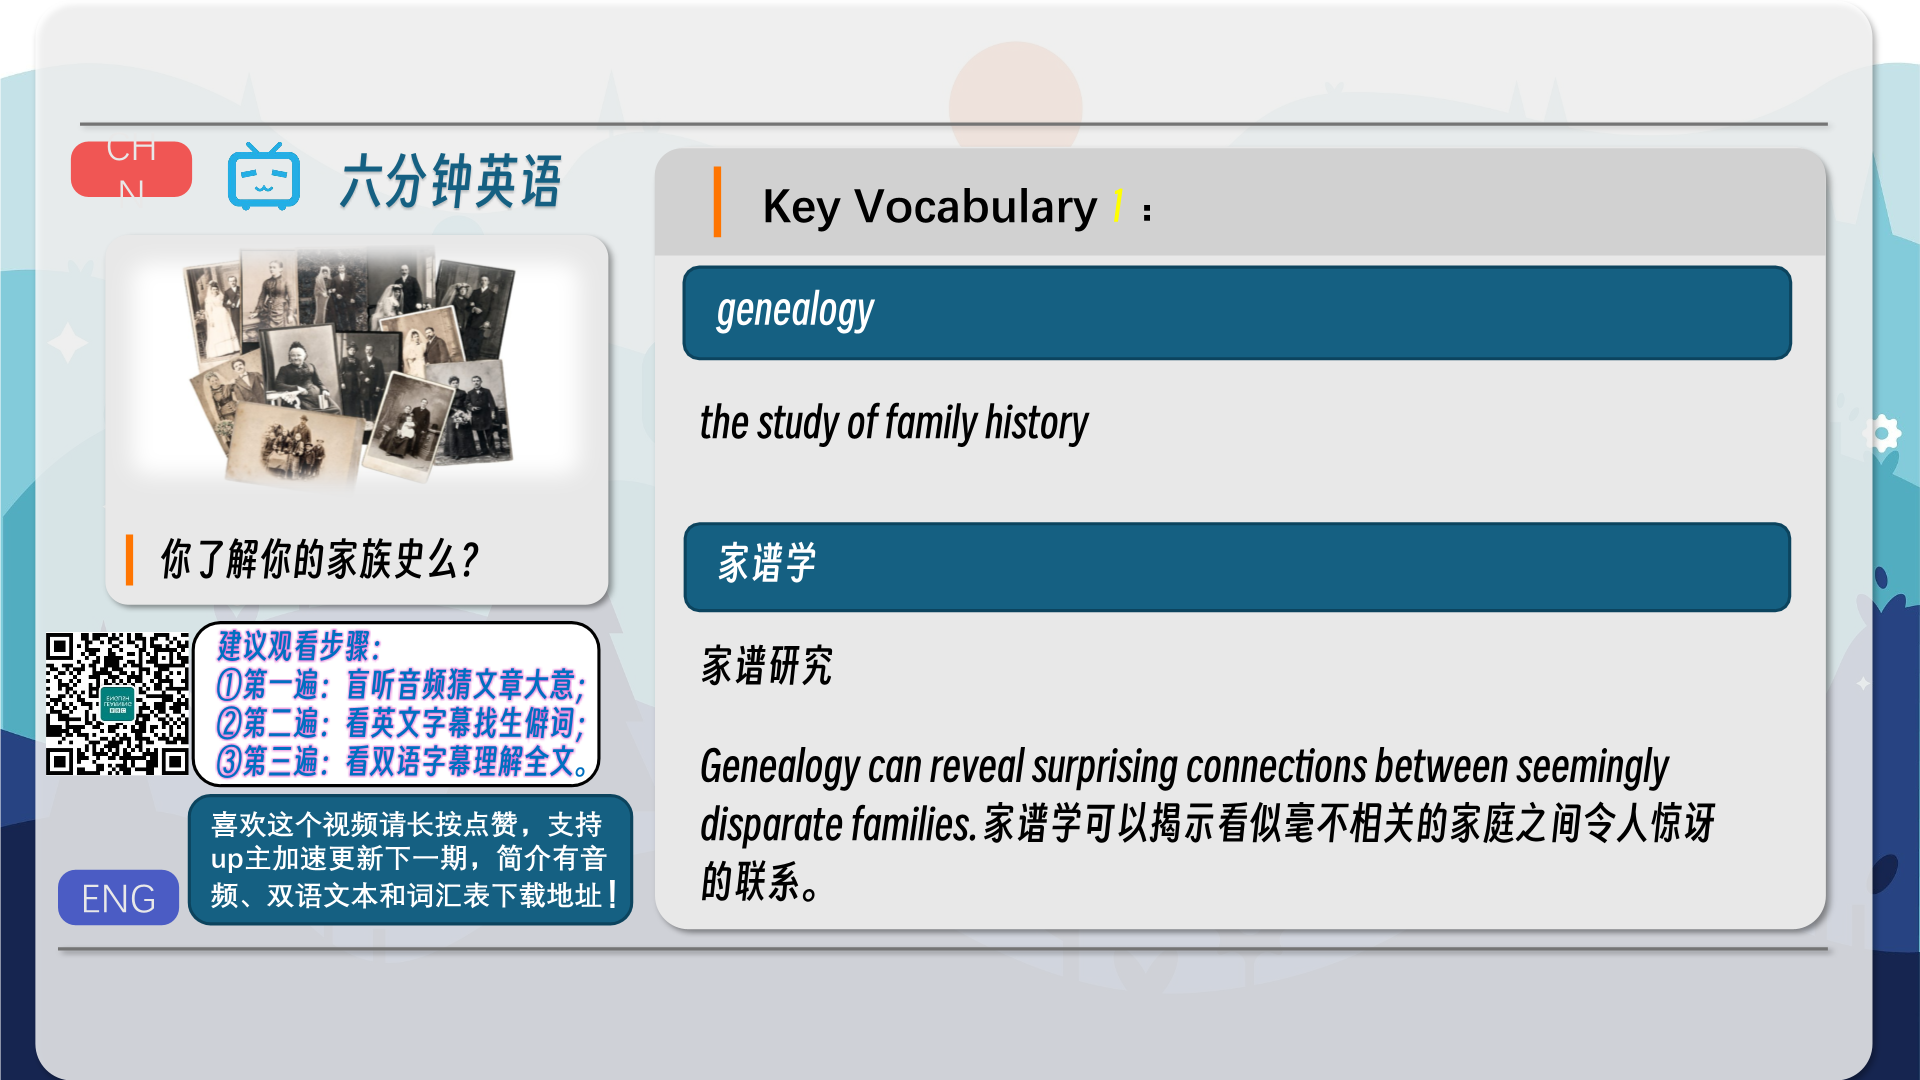 CH
N
六分钟英语
你了解你的家族史么？
建议观看步骤：
①第一遍：盲听音频猜文章大意；
②第二遍：看英文字幕找生僻词；
③第三遍：看双语字幕理解全文。
喜欢这个视频请长按点赞，支持
up主加速更新下一期，简介有音
频、双语文本和词汇表下载地址！
ENG
Key Vocabulary 1：
genealogy
the study of family history
家谱学
家谱研究
Genealogy can reveal surprising connections between seemingly
disparate families. 家谱学可以揭示看似毫不相关的家庭之间令人惊讶
的联系。